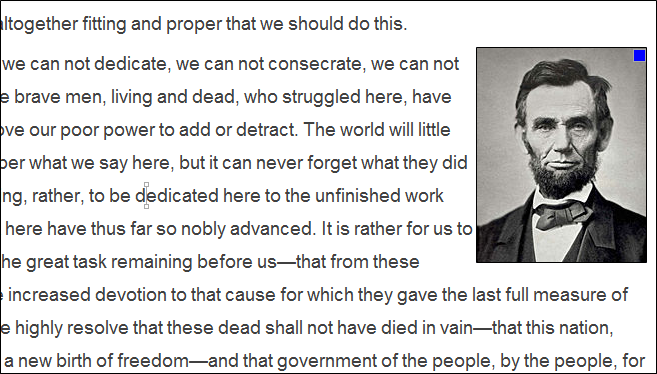 altogether fitting and proper that we should do this.
we can not dedicate, we can not consecrate, we can not
brave men, living and dead, who struggled here, have
our poor power to add or detract. The world will little
what we say here, but it can never forget what they did
rather, to be dedicated here to the unfinished work
here have thus far so nobly advanced. It is rather for us to
he great task remaining before us—that from these
increased devotion to that cause for which they gave the last full measure of
highly resolve that these dead shall not have died in vain—that this nation,
a new birth of freedom—and that government of the people, by the people, for